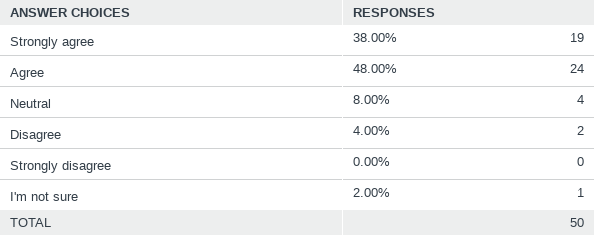 ANSWER CHOICES RESPONSES
Strongly agree 38.00% 19
Agree 48.00% 24
Neutral 8.00% 4
Disagree 4.00% 2
Strongly disagree 0.00% 0
I'm not sure 2.00% 1
TOTAL 50